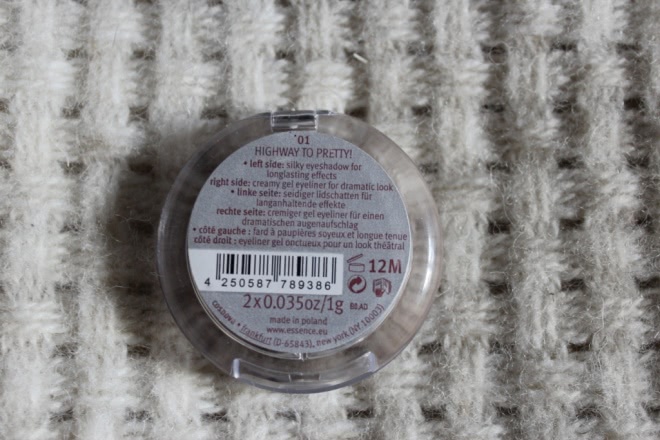 01
HIGHWAY TO PRETTY!
• left side: silky eyeshadow for
longlasting effects
right side: creamy gel eyeliner for dramatic look
• linke seite: seidiger lidschatten für
langanhaltende effekte
rechte seite: cremiger gel eyeliner für einen
dramatischen augenaufschlag
• côté gauche : fard à paupières soyeux et longue tenue
côté droit : eyeliner gel onctueux pour un look théâtral
12M
4 250587 789386
2x0.035oz/1g
made in poland
www.essence.eu
cosnova • frankfurt (D-65843), new york (NY 10003)